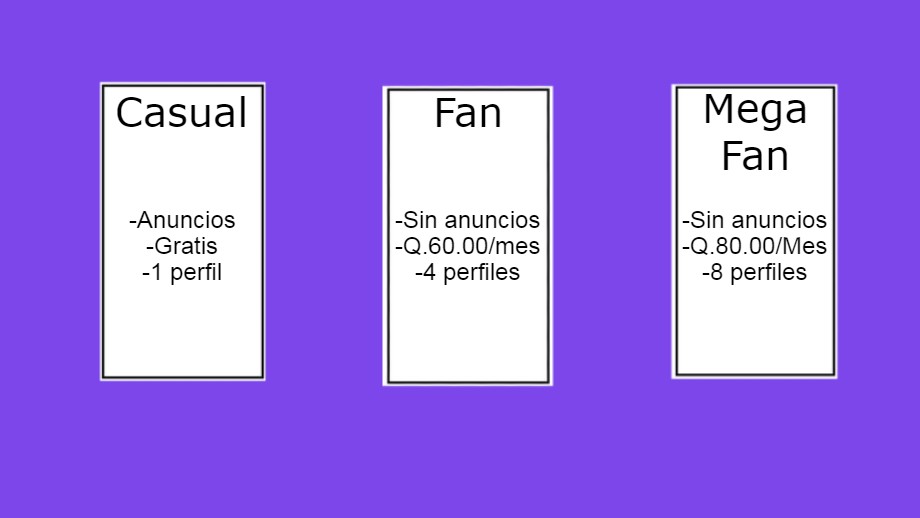 Casual
-Anuncios
-Gratis
-1 perfil
Fan
-Sin anuncios
-Q.60.00/mes
-4 perfiles
Mega
Fan
-Sin anuncios
-Q.80.00/Mes
-8 perfiles